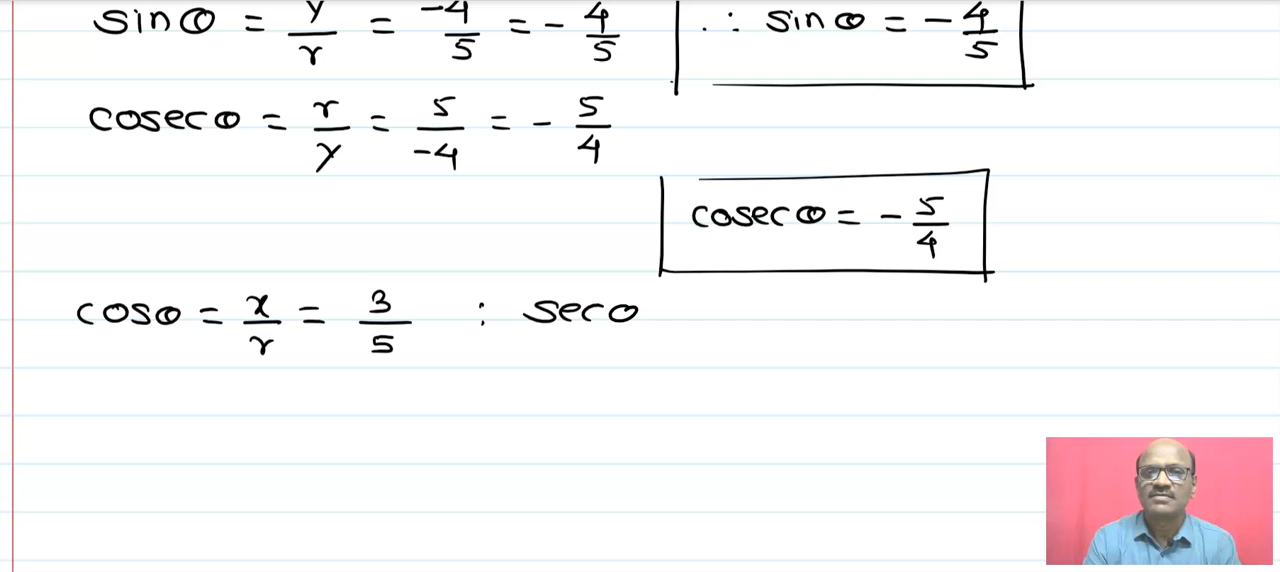 sinθ = y/r = -4/5 = - 4/5 ∴ sinθ = - 4/5
cosecθ = r/y = 5/-4 = - 5/4
cosecθ = - 5/4
cosθ = x/r = 3/5 : secθ